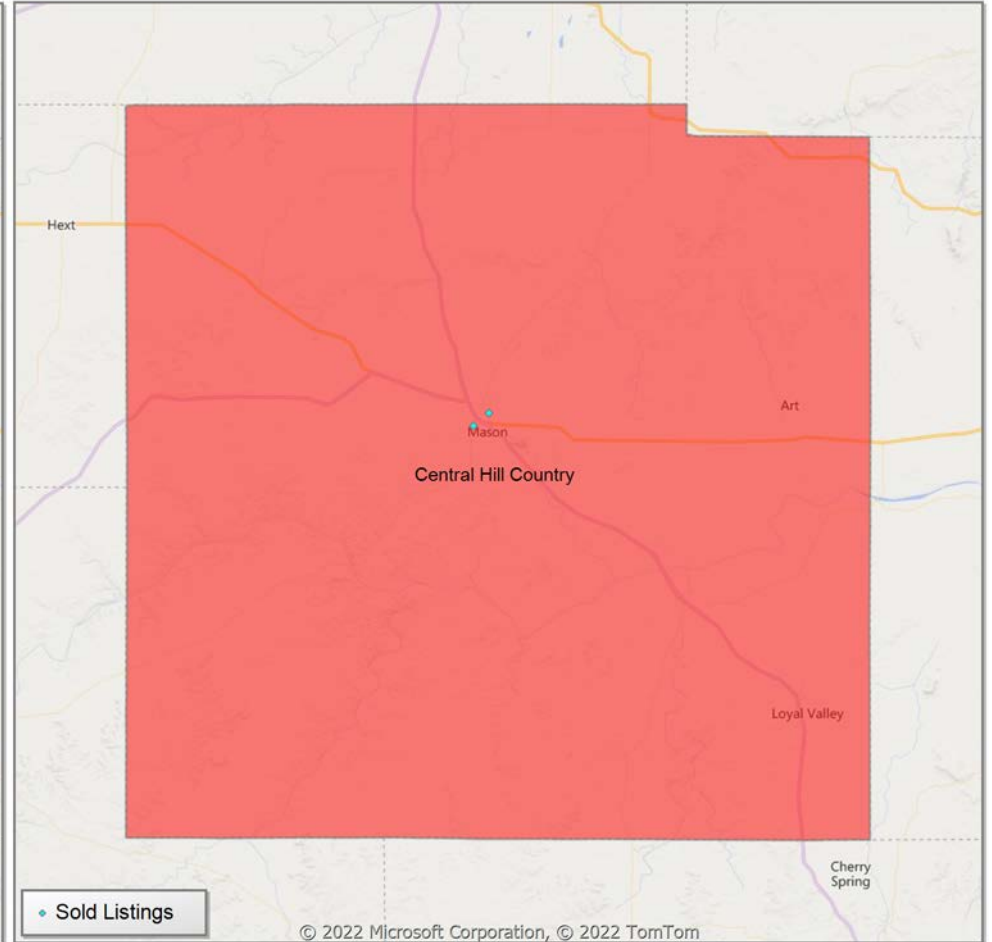 Hext
Art
Mason
Central Hill Country
Loyal Valley
Cherry
Spring
Sold Listings
© 2022 Microsoft Corporation, © 2022 TomTom